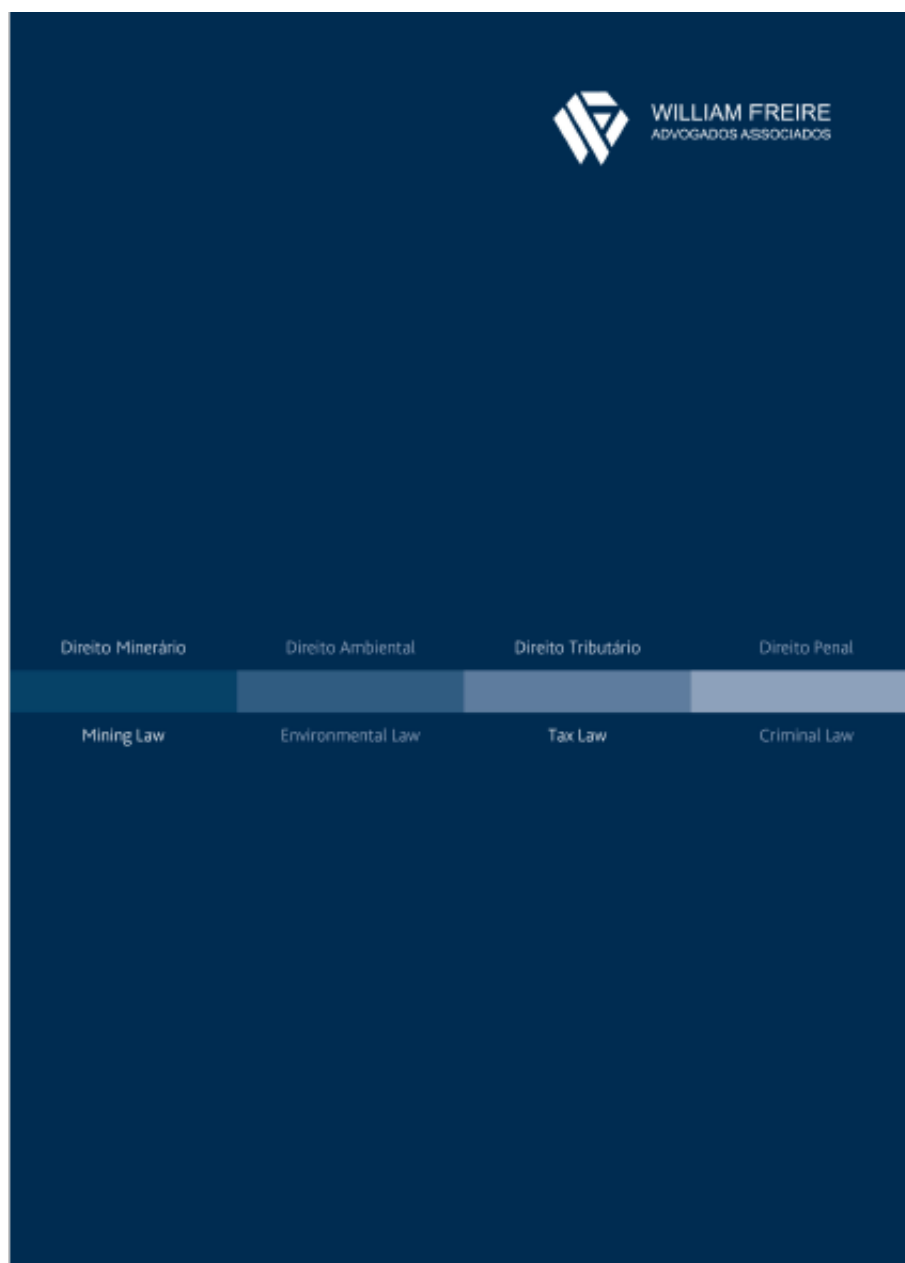 WILLIAM FREIRE
ADVOGADOS ASSOCIADOS
Direito Minerário Direito Ambiental Direito Tributário Direito Penal
Mining Law Environmental Law Tax Law Criminal Law